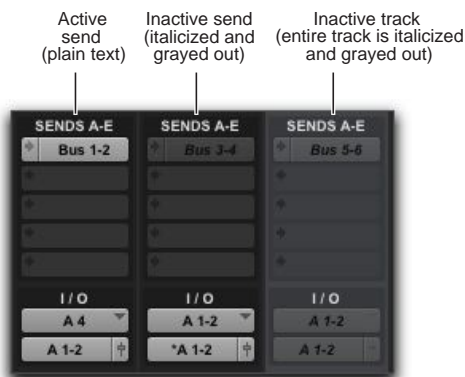 Active
send
(plain text)
Inactive send
(italicized and
grayed out)
Inactive track
(entire track is italicized
and grayed out)
SENDS A-E
Bus 1-2
I / O
A 4
A 1-2
SENDS A-E
Bus 3-4
I / O
A 1-2
*A 1-2
SENDS A-E
Bus 5-6
I / O
A 1-2
A 1-2